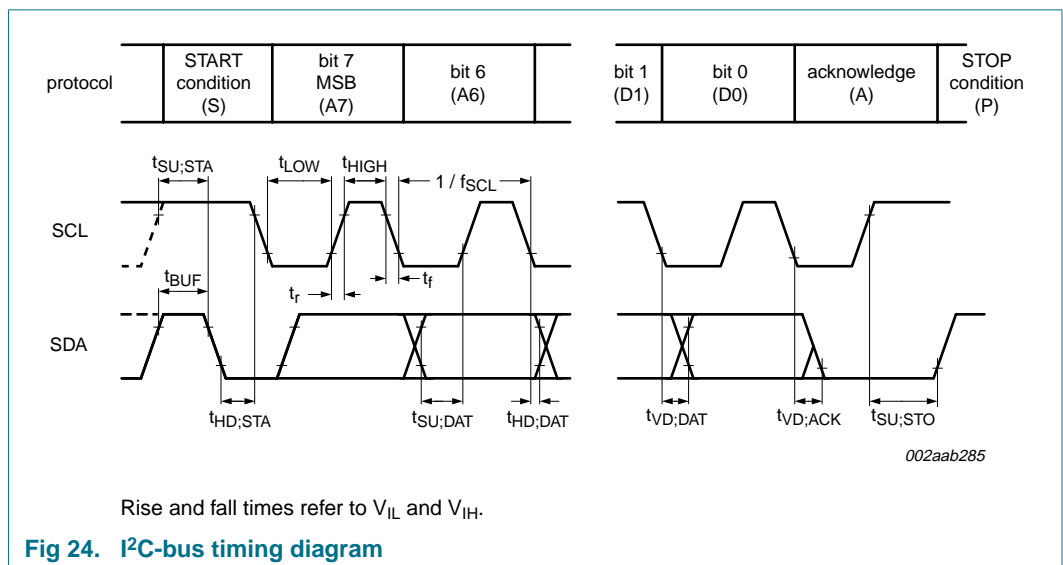 protocol
START
condition
(S)
bit 7
MSB
(A7)
bit 6
(A6)
bit 1
(D1)
bit 0
(D0)
acknowledge
(A)
STOP
condition
(P)
tSU;STA
tLOW
tHIGH
1 / fSCL
SCL
tBUF
tr
tf
SDA
tHD;STA
tSU;DAT
tHD;DAT
tVD;DAT
tVD;ACK
tSU;STO
002aab285
Rise and fall times refer to VIL and VIH.
Fig 24. I2C-bus timing diagram